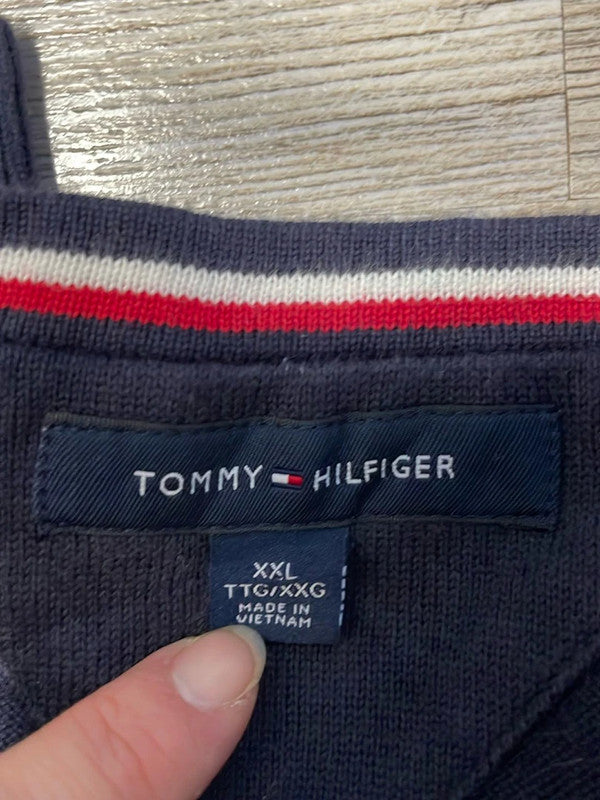 TOMMY HILFIGER
XXL
TTG/XXG
MADE IN
VIETNAM